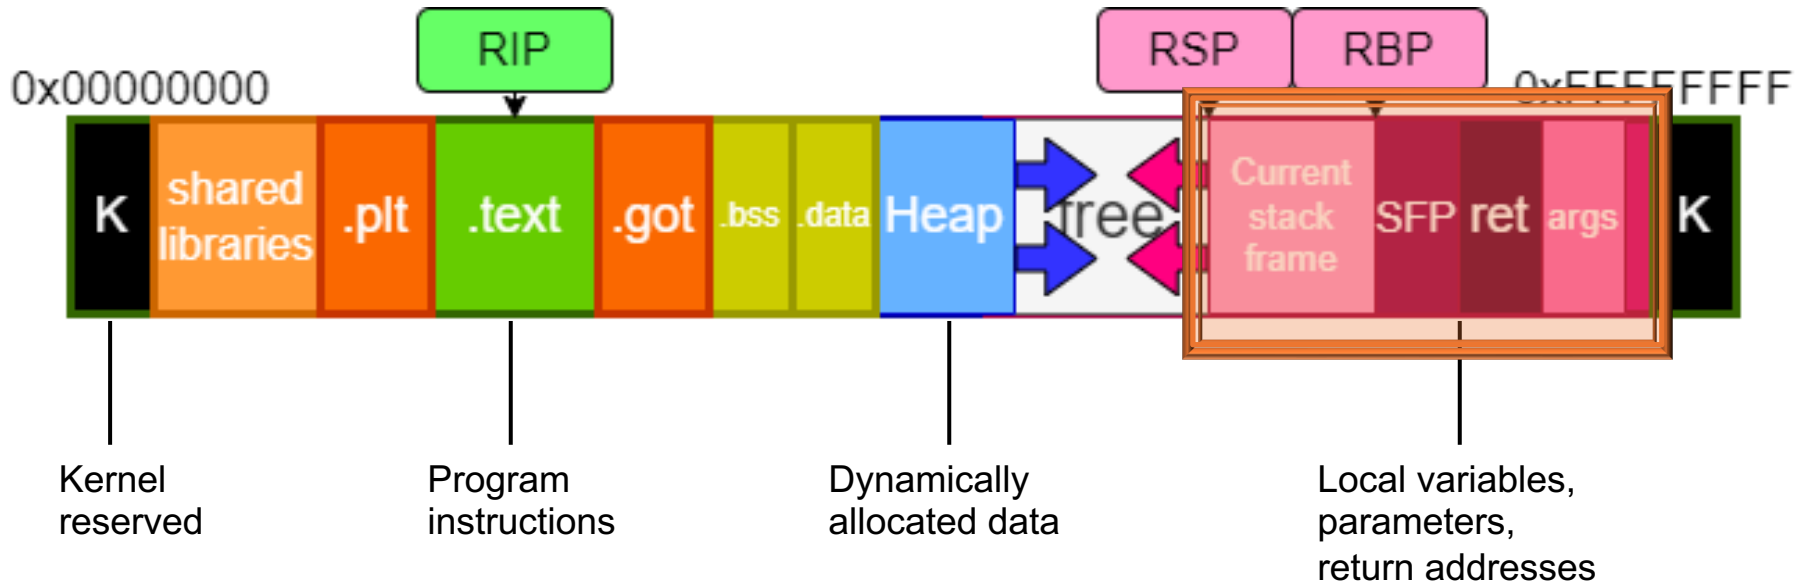 RIP
RSP
RBP
0x00000000
0xFFFFFFFF
K
shared
libraries
.plt
.text
.got
.bss
.data
Heap
free
Current
stack
frame
SFP
ret
args
K
Kernel
reserved
Program
instructions
Dynamically
allocated data
Local variables,
parameters,
return addresses